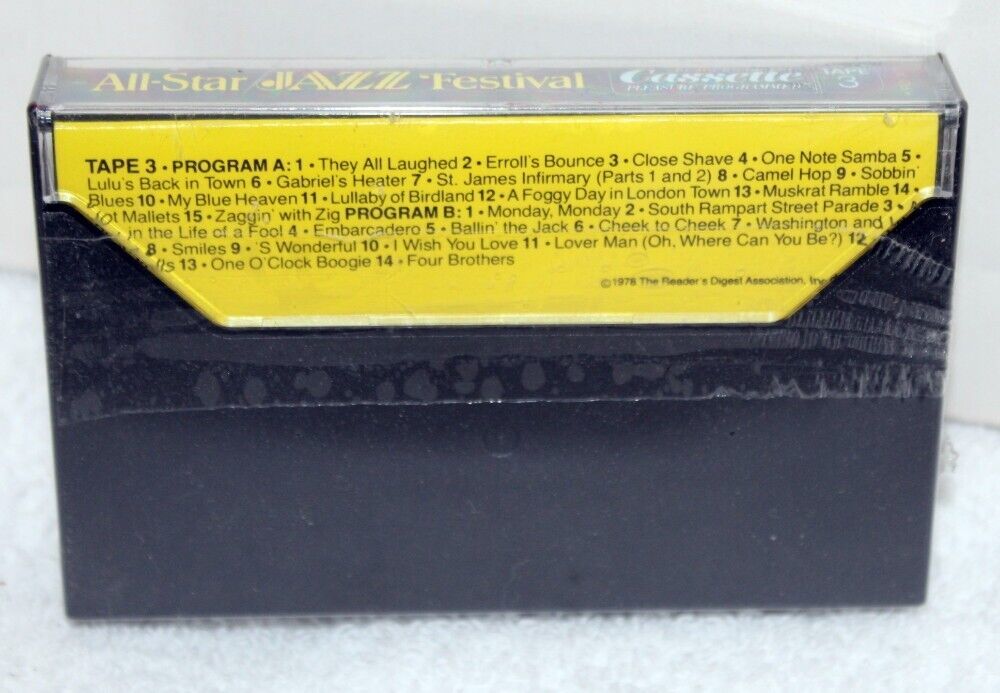 All-Star JAZZ Festival Cassette TAPE 3
PLEASURE PROGRAMMED
TAPE 3 • PROGRAM A: 1 • They All Laughed 2 • Erroll's Bounce 3 • Close Shave 4 • One Note Samba 5 •
Lulu's Back in Town 6 • Gabriel's Heater 7 • St. James Infirmary (Parts 1 and 2) 8 • Camel Hop 9 • Sobbin'
Blues 10 • My Blue Heaven 11 • Lullaby of Birdland 12 • A Foggy Day in London Town 13 • Muskrat Ramble 14 •
Mallets 15 • Zaggin' with Zig PROGRAM B: 1 • Monday, Monday 2 • South Rampart Street Parade 3 •
in the Life of a Fool 4 • Embarcadero 5 • Ballin' the Jack 6 • Cheek to Cheek 7 • Washington and
8 • Smiles 9 • 'S Wonderful 10 • I Wish You Love 11 • Lover Man (Oh, Where Can You Be?) 12
13 • One O'Clock Boogie 14 • Four Brothers
©1978 The Reader's Digest Association,